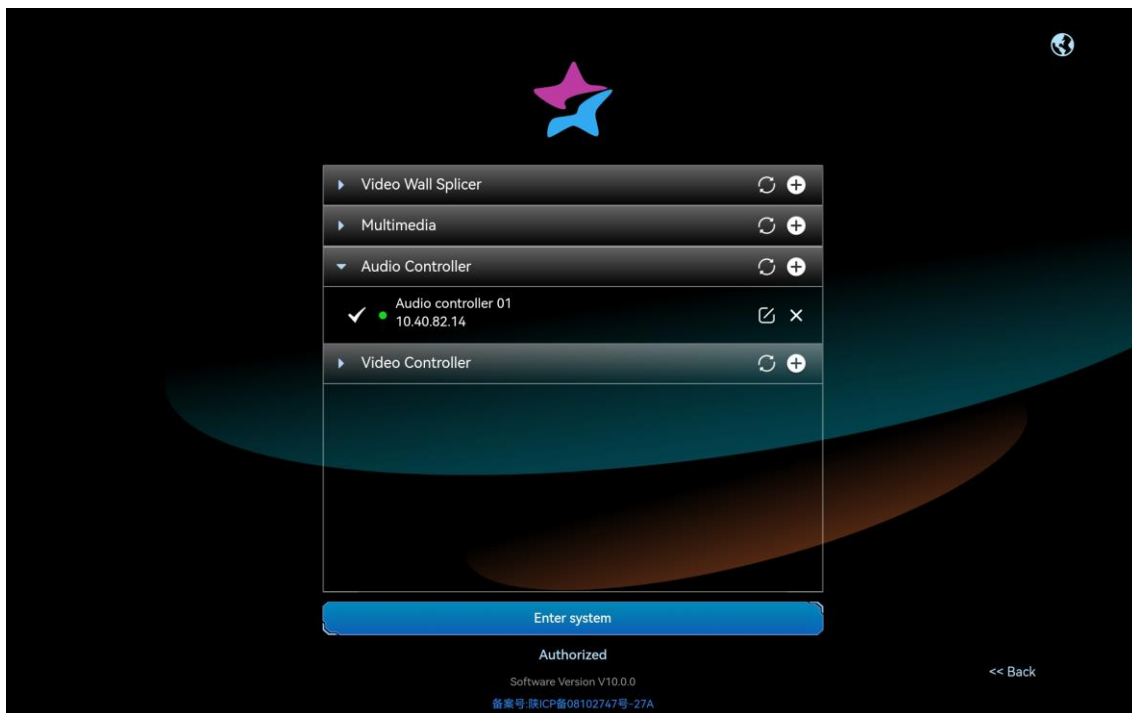 Video Wall Splicer
Multimedia
Audio Controller
Audio controller 01
10.40.82.14
Video Controller
Enter system
Authorized
Software Version V10.0.0
<< Back
备案号:陕ICP备08102747号-27A